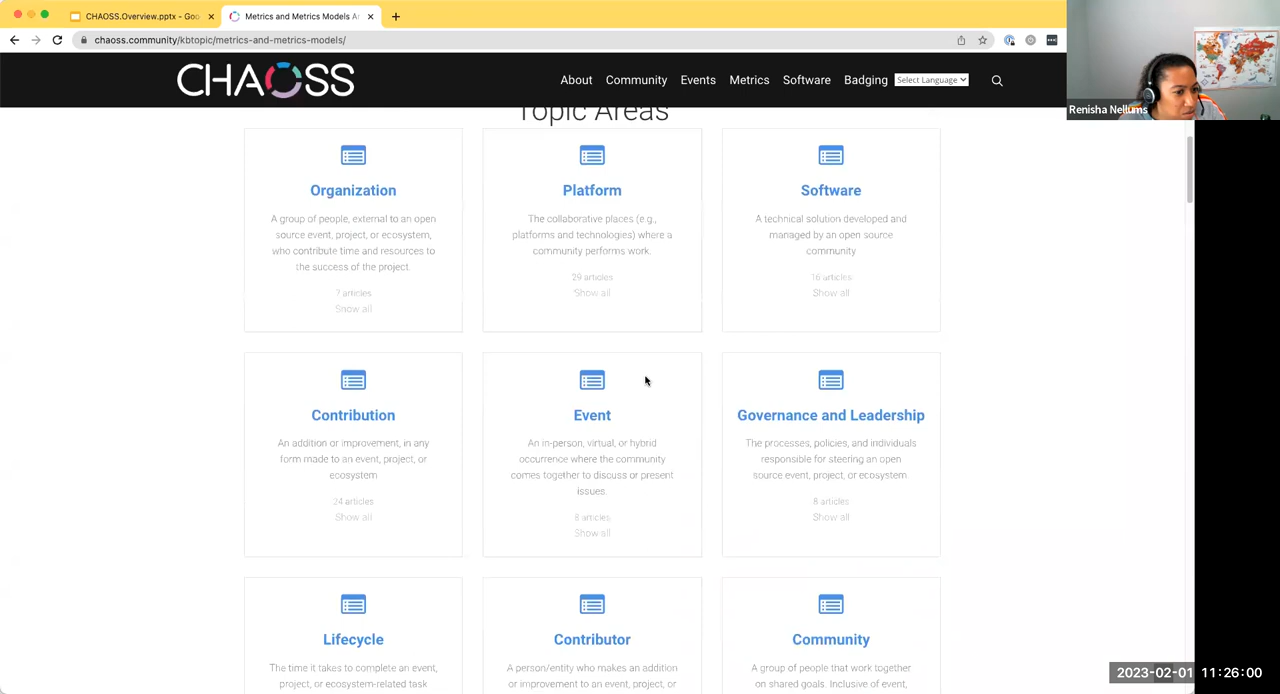 CHAOSS.Overview.pptx - Goo
Metrics and Metrics Models A
chaoss.community/kbtopic/metrics-and-metrics-models/
CHAOSS
About Community Events Metrics Software Badging Select Language
Renisha Nellums
Topic Areas
Organization
A group of people, external to an open
source event, project, or ecosystem,
who contribute time and resources to
the success of the project.
7 articles
Show all
Platform
The collaborative places (e.g.,
platforms and technologies) where a
community performs work.
29 articles
Show all
Software
A technical solution developed and
managed by an open source
community
16 articles
Show all
Contribution
An addition or improvement, in any
form made to an event, project, or
ecosystem
24 articles
Show all
Event
An in-person, virtual, or hybrid
occurrence where the community
comes together to discuss or present
issues.
8 articles
Show all
Governance and Leadership
The processes, policies, and individuals
responsible for steering an open
source event, project, or ecosystem.
8 articles
Show all
Lifecycle
The time it takes to complete an event,
project, or ecosystem-related task
Contributor
A person/entity who makes an addition
or improvement to an event, project, or
Community
A group of people that work together
on shared goals. Inclusive of event,
2023-02-01 11:26:00